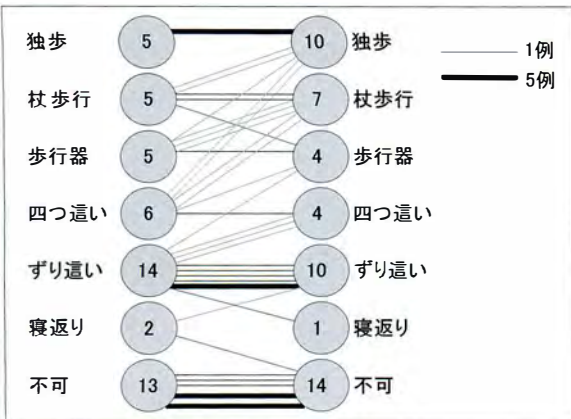 独歩 5 10 独歩
1例
5例
杖歩行 5 7 杖歩行
歩行器 5 4 歩行器
四つ這い 6 4 四つ這い
ずり這い 14 10 ずり這い
寝返り 2 1 寝返り
不可 13 14 不可